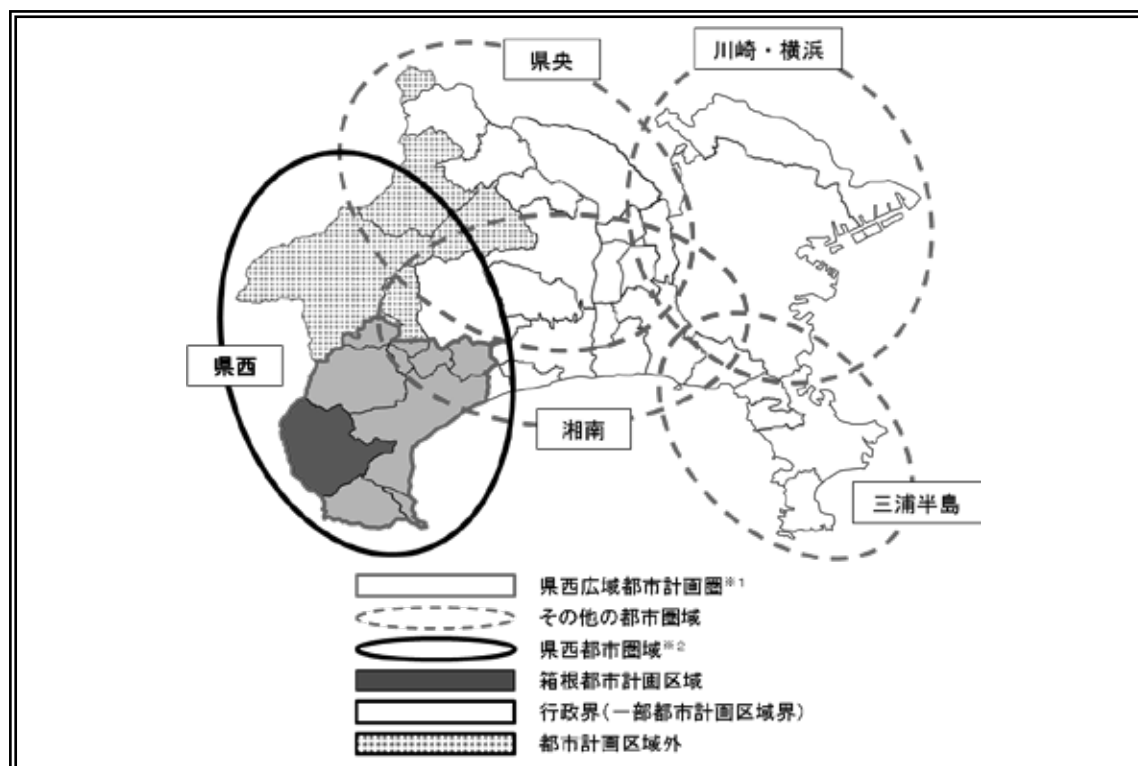 県央
川崎・横浜
県西
湘南
三浦半島
県西広域都市計画圏※1
その他の都市圏域
県西都市圏域※2
箱根都市計画区域
行政界(一部都市計画区域界)
都市計画区域外